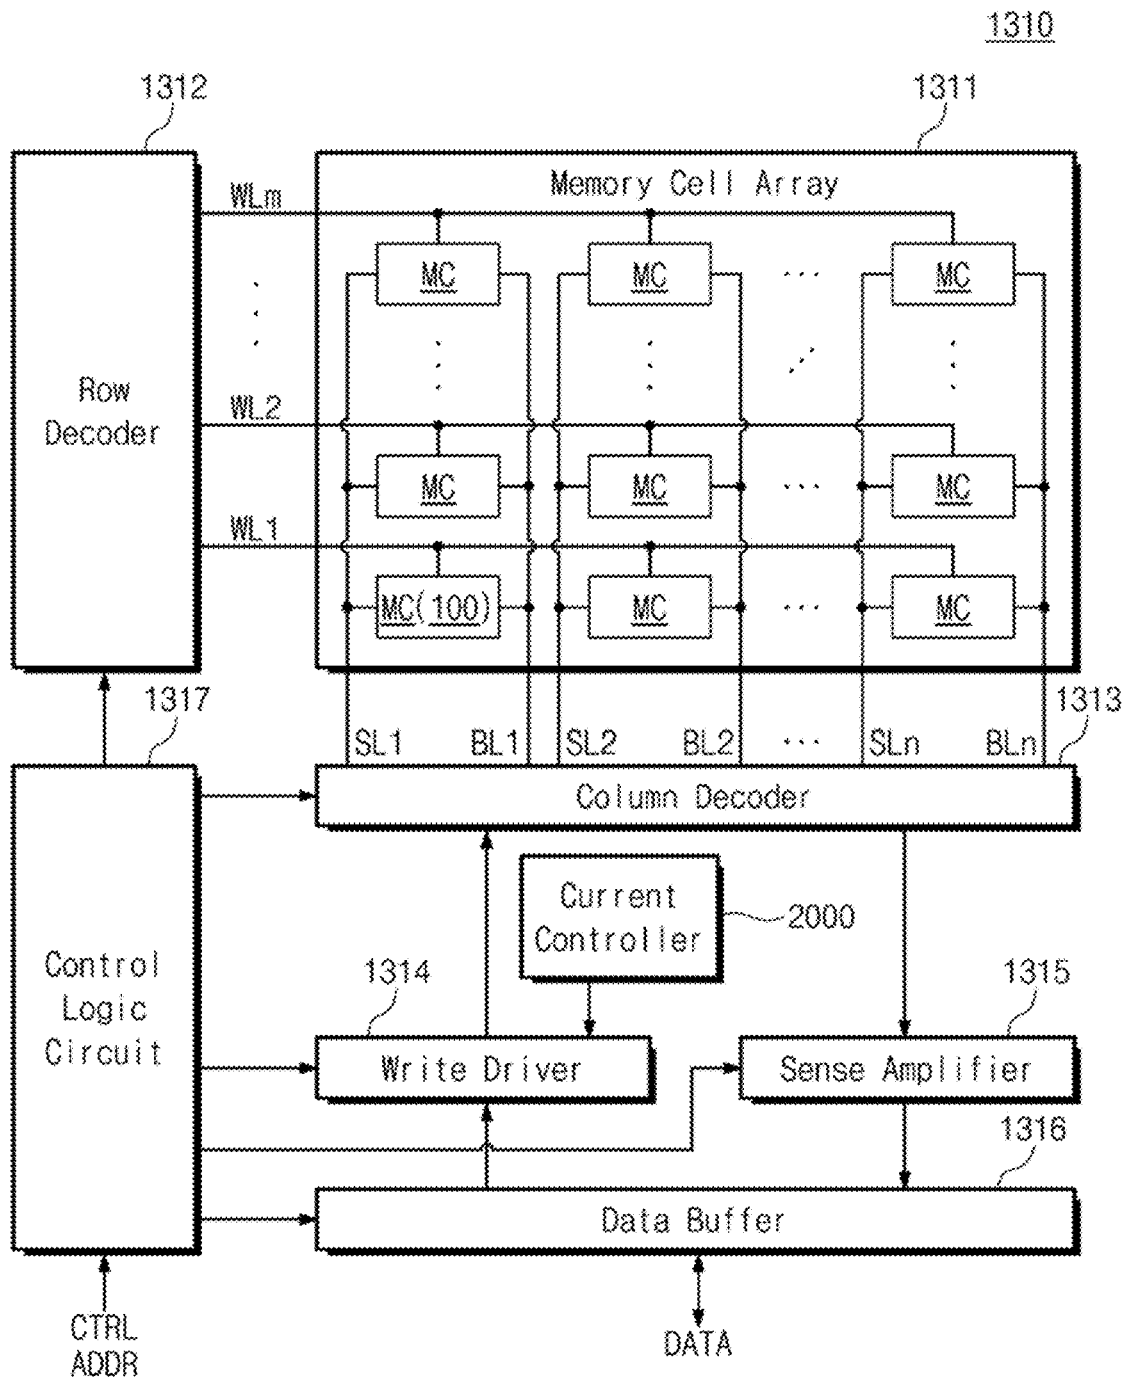 1310
1312
1311
Memory Cell Array
WLm
MC MC ... MC
Row
Decoder
WL2
MC MC ... MC
WL1
MC(100) MC ... MC
1317
1313
SL1 BL1 SL2 BL2 ... SLn BLn
Column Decoder
Current
Controller
2000
Control
Logic
Circuit
1314
1315
Write Driver
Sense Amplifier
1316
Data Buffer
CTRL
ADDR
DATA